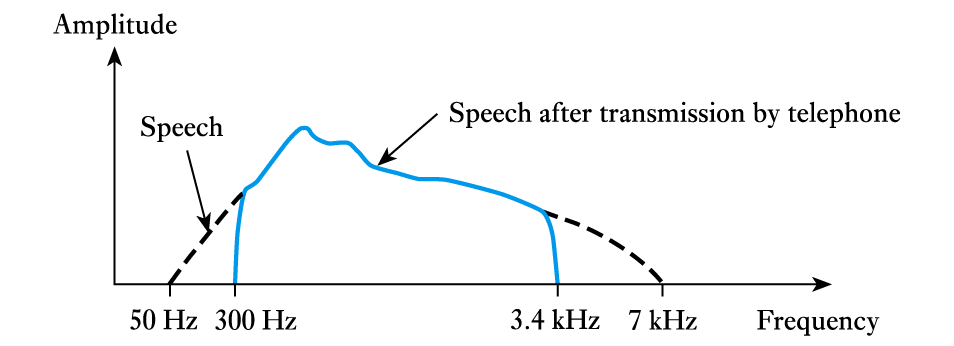 Amplitude
Speech after transmission by telephone
Speech
50 Hz 300 Hz 3.4 kHz 7 kHz Frequency